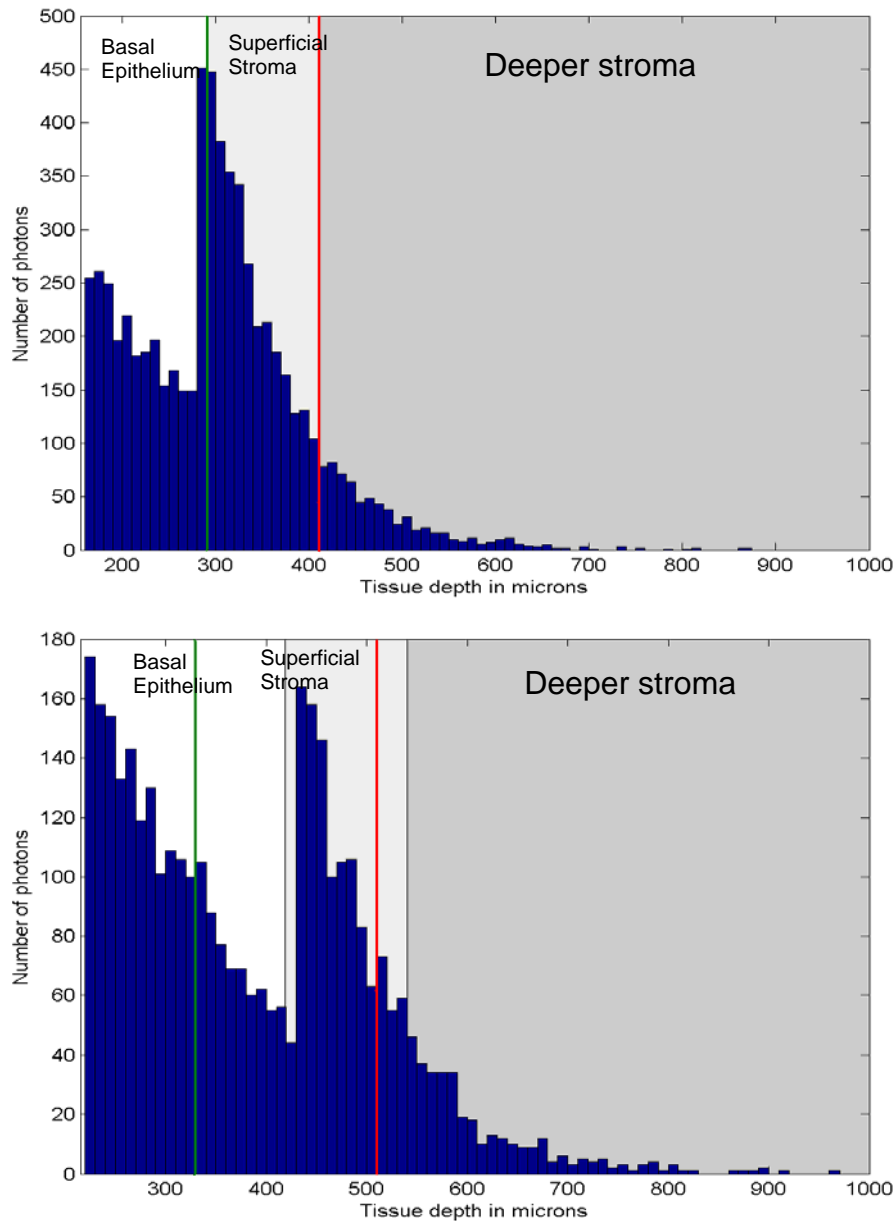 500
450
400
350
300
250
200
150
100
50
0
Number of photons
Basal
Epithelium
Superficial
Stroma
Deeper stroma
200 300 400 500 600 700 800 900 1000
Tissue depth in microns
180
160
140
120
100
80
60
40
20
0
Number of photons
Basal
Epithelium
Superficial
Stroma
Deeper stroma
300 400 500 600 700 800 900 1000
Tissue depth in microns